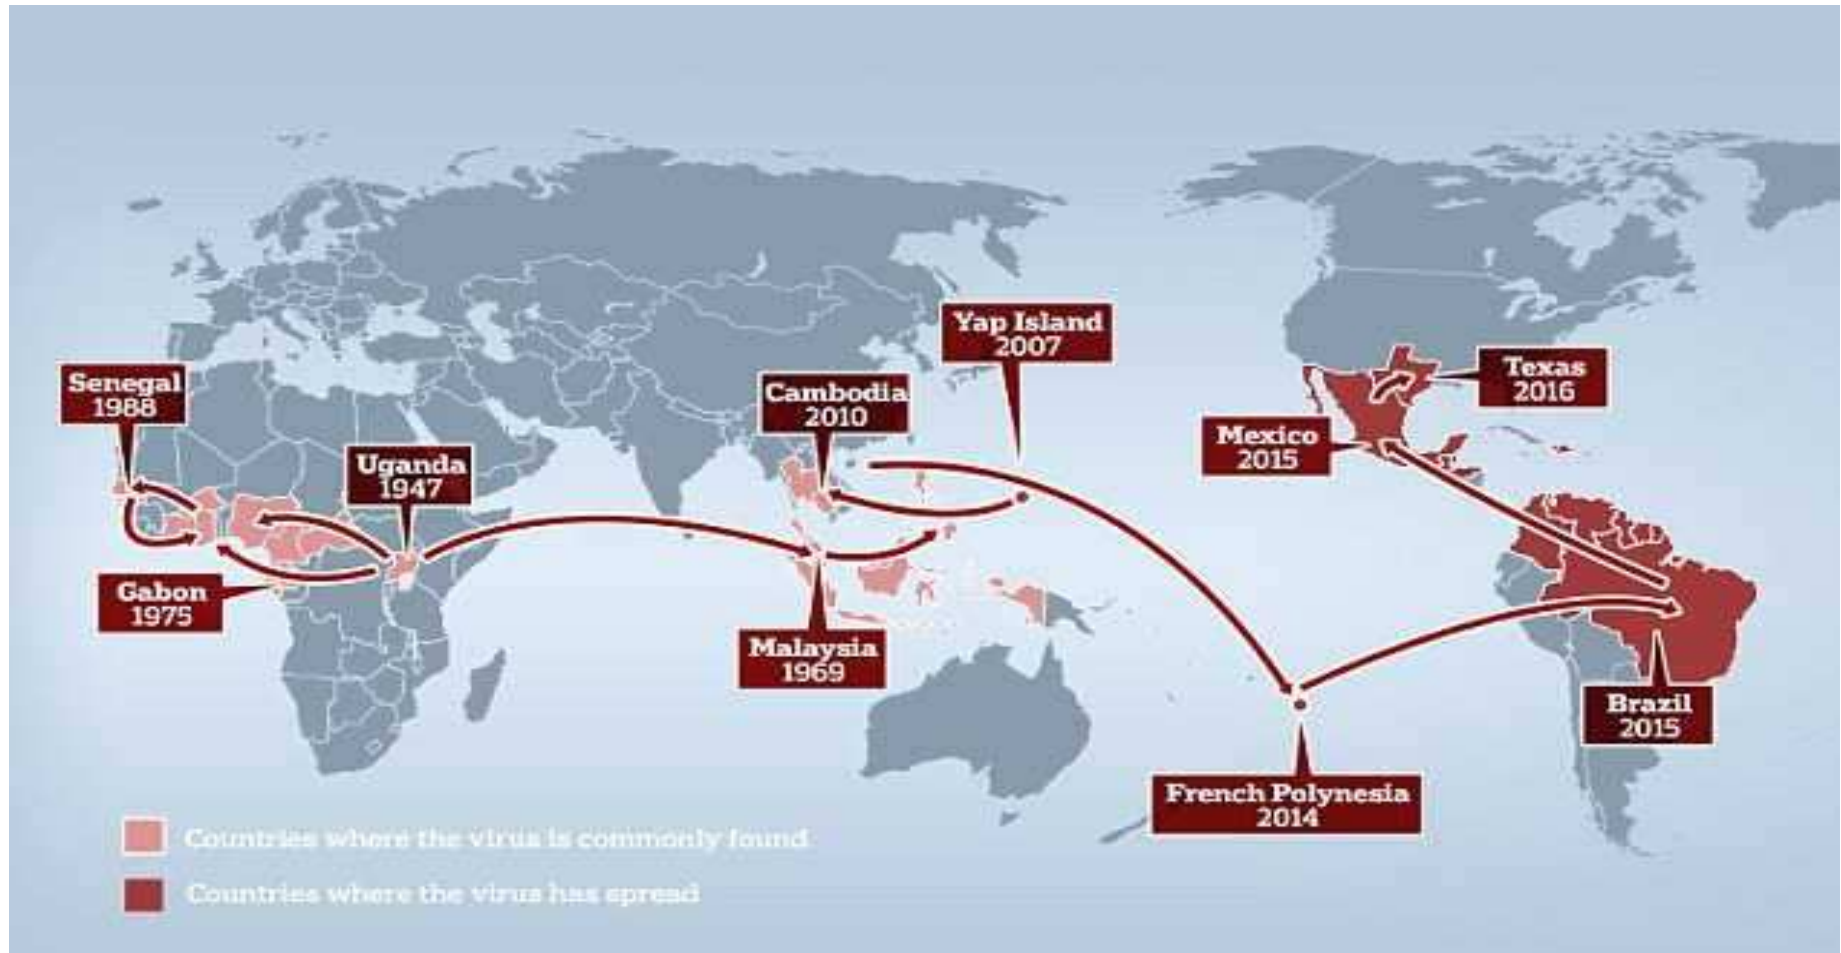 Yap Island
2007
Senegal
1988
Cambodia
2010
Texas
2016
Mexico
2015
Uganda
1947
Gabon
1975
Malaysia
1969
Brazil
2015
French Polynesia
2014
Countries where the virus is commonly found
Countries where the virus has spread